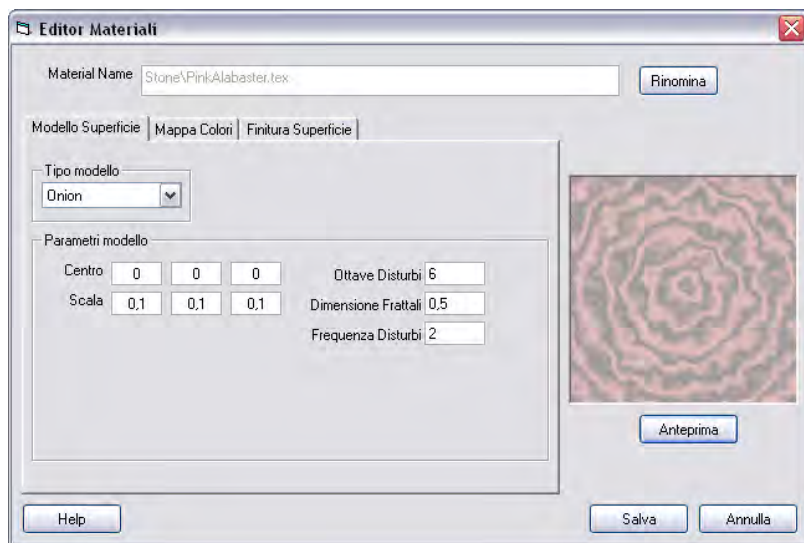 Editor Materiali
Material Name Stone\PinkAlabaster.tex Rinomina
Modello Superficie Mappa Colori Finitura Superficie
Tipo modello
Onion
Parametri modello
Centro 0 0 0 Ottave Disturbi 6
Scala 0,1 0,1 0,1 Dimensione Frattali 0,5
Frequenza Disturbi 2
Anteprima
Help Salva Annulla